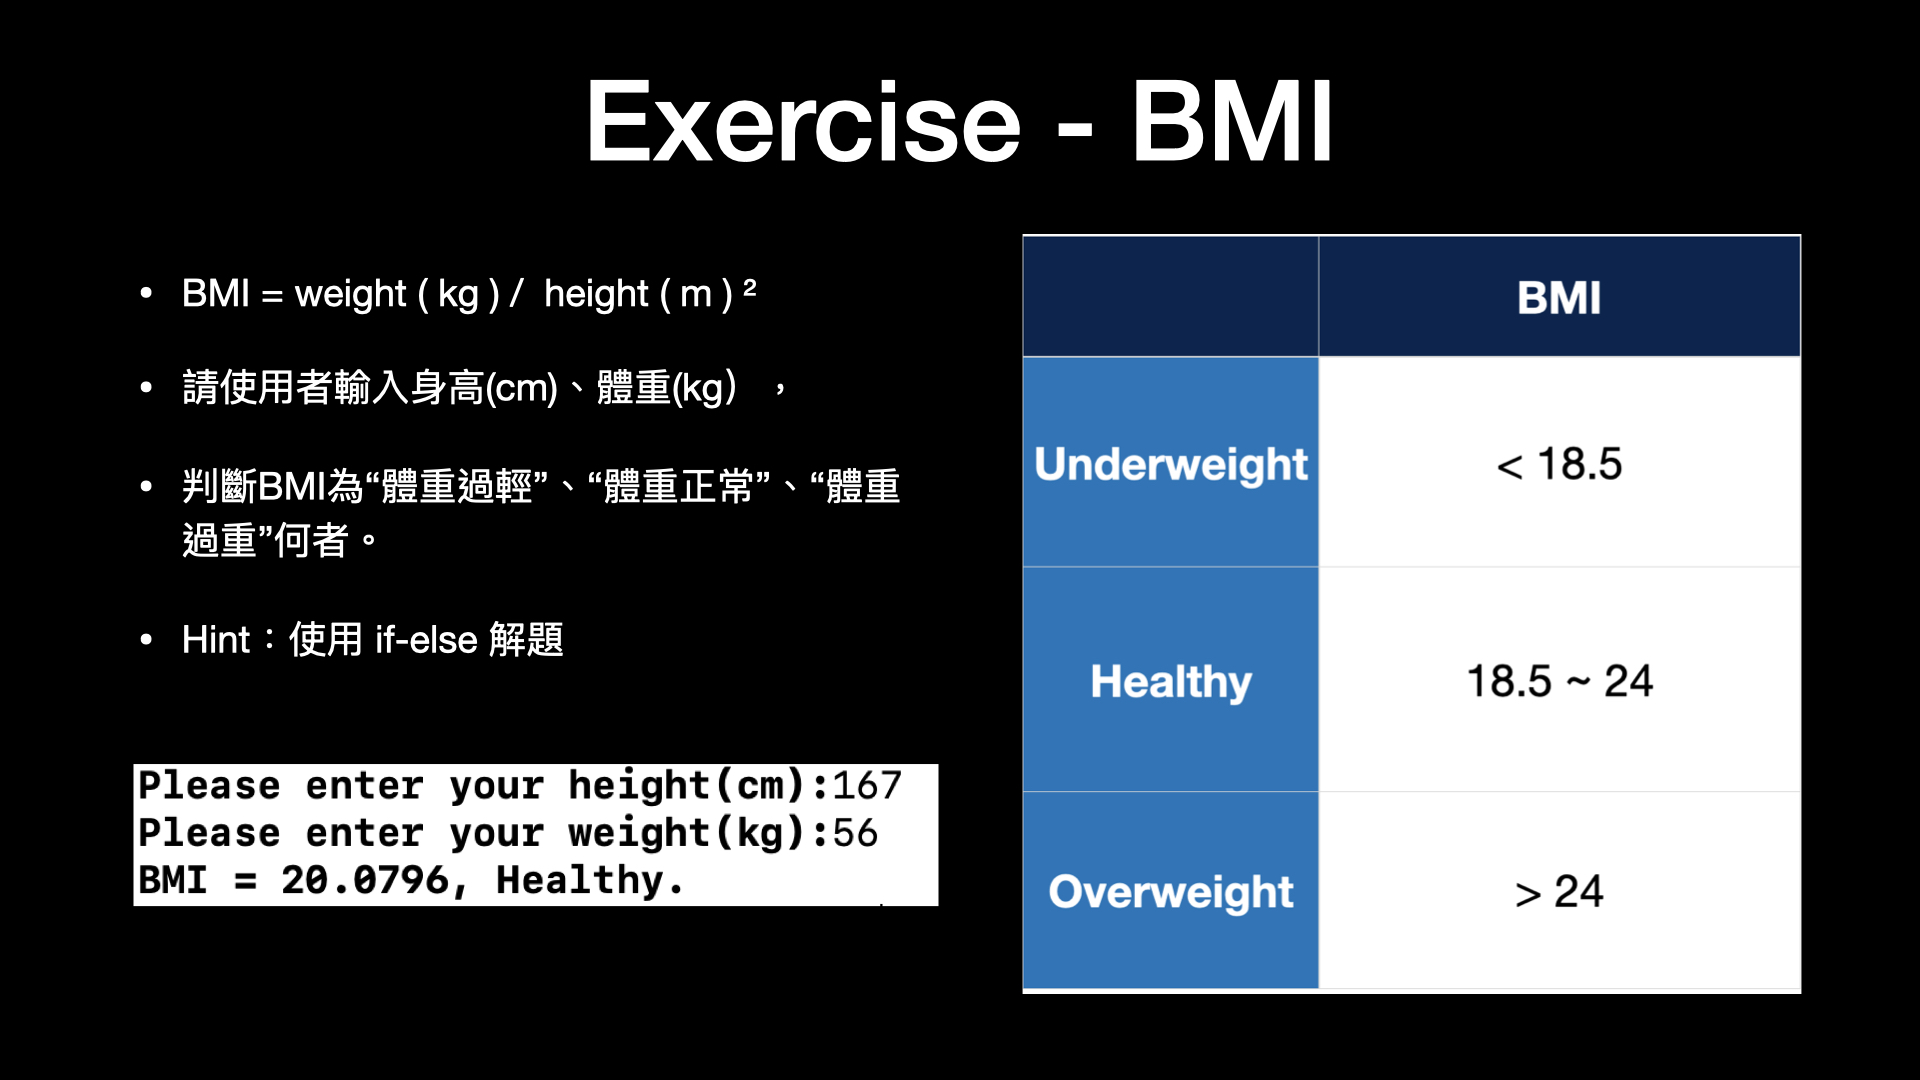 Exercise - BMI
• BMI = weight ( kg ) / height ( m ) ²
• 請使用者輸入身高(cm)、體重(kg) ，
• 判斷BMI為“體重過輕”、“體重正常”、“體重
過重”何者。
• Hint：使用 if-else 解題
Please enter your height(cm):167
Please enter your weight(kg):56
BMI = 20.0796, Healthy.
BMI
Underweight < 18.5
Healthy 18.5 ~ 24
Overweight > 24